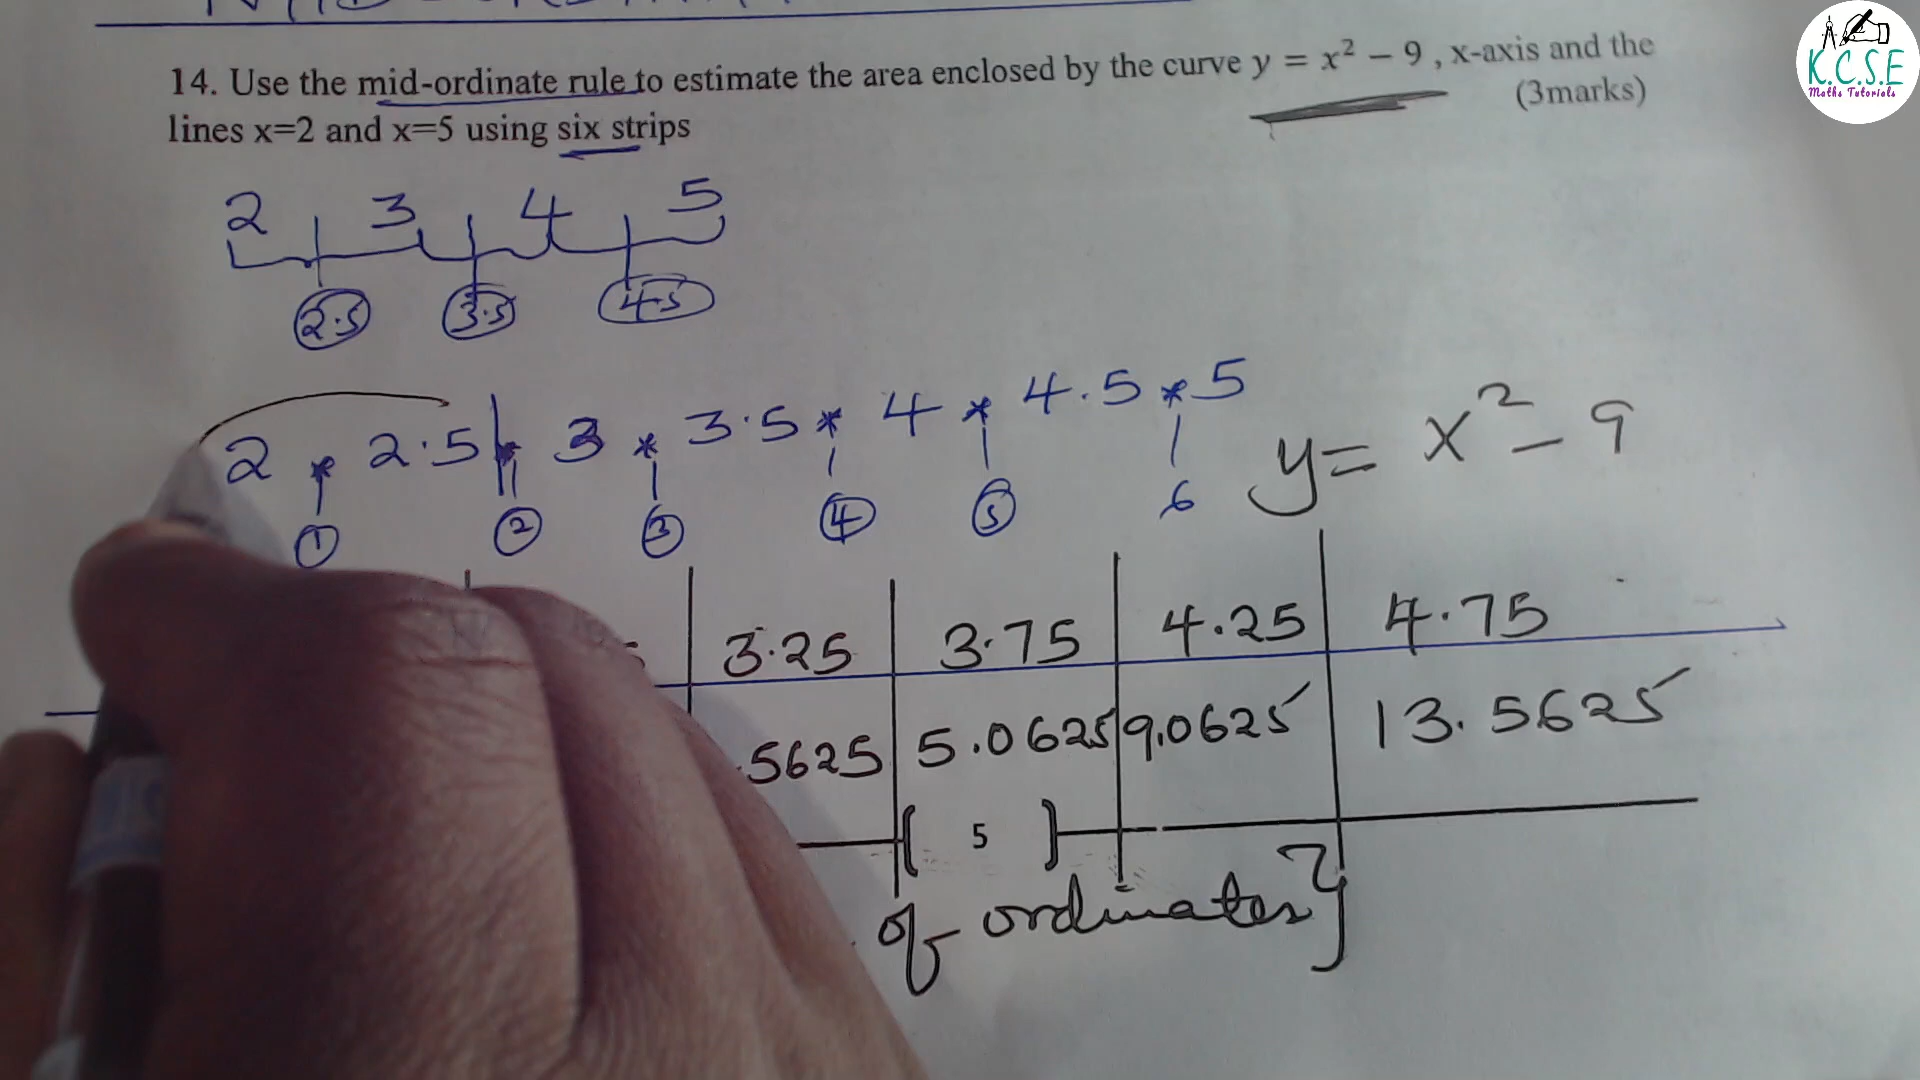 14. Use the mid-ordinate rule to estimate the area enclosed by the curve y = x² – 9 , x-axis and the
lines x=2 and x=5 using six strips
(3marks)
K.C.S.E
Maths Tutorials
2 3 4 5
2.5 3.5 4.5
2 * 2.5 * 3 * 3.5 * 4 * 4.5 * 5
1 2 3 4 5 6
y = x² – 9
3.25 3.75 4.25 4.75
.5625 5.0625 9.0625 13.5625
{ 5 }
of ordinates}